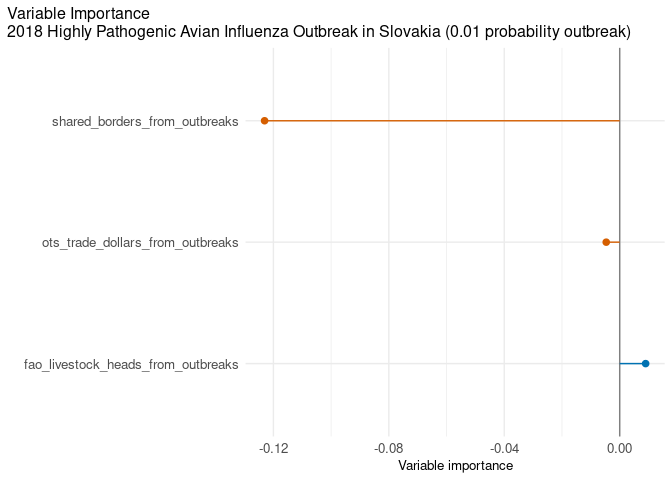 Variable Importance
2018 Highly Pathogenic Avian Influenza Outbreak in Slovakia (0.01 probability outbreak)
shared_borders_from_outbreaks
ots_trade_dollars_from_outbreaks
fao_livestock_heads_from_outbreaks
-0.12 -0.08 -0.04 0.00
Variable importance